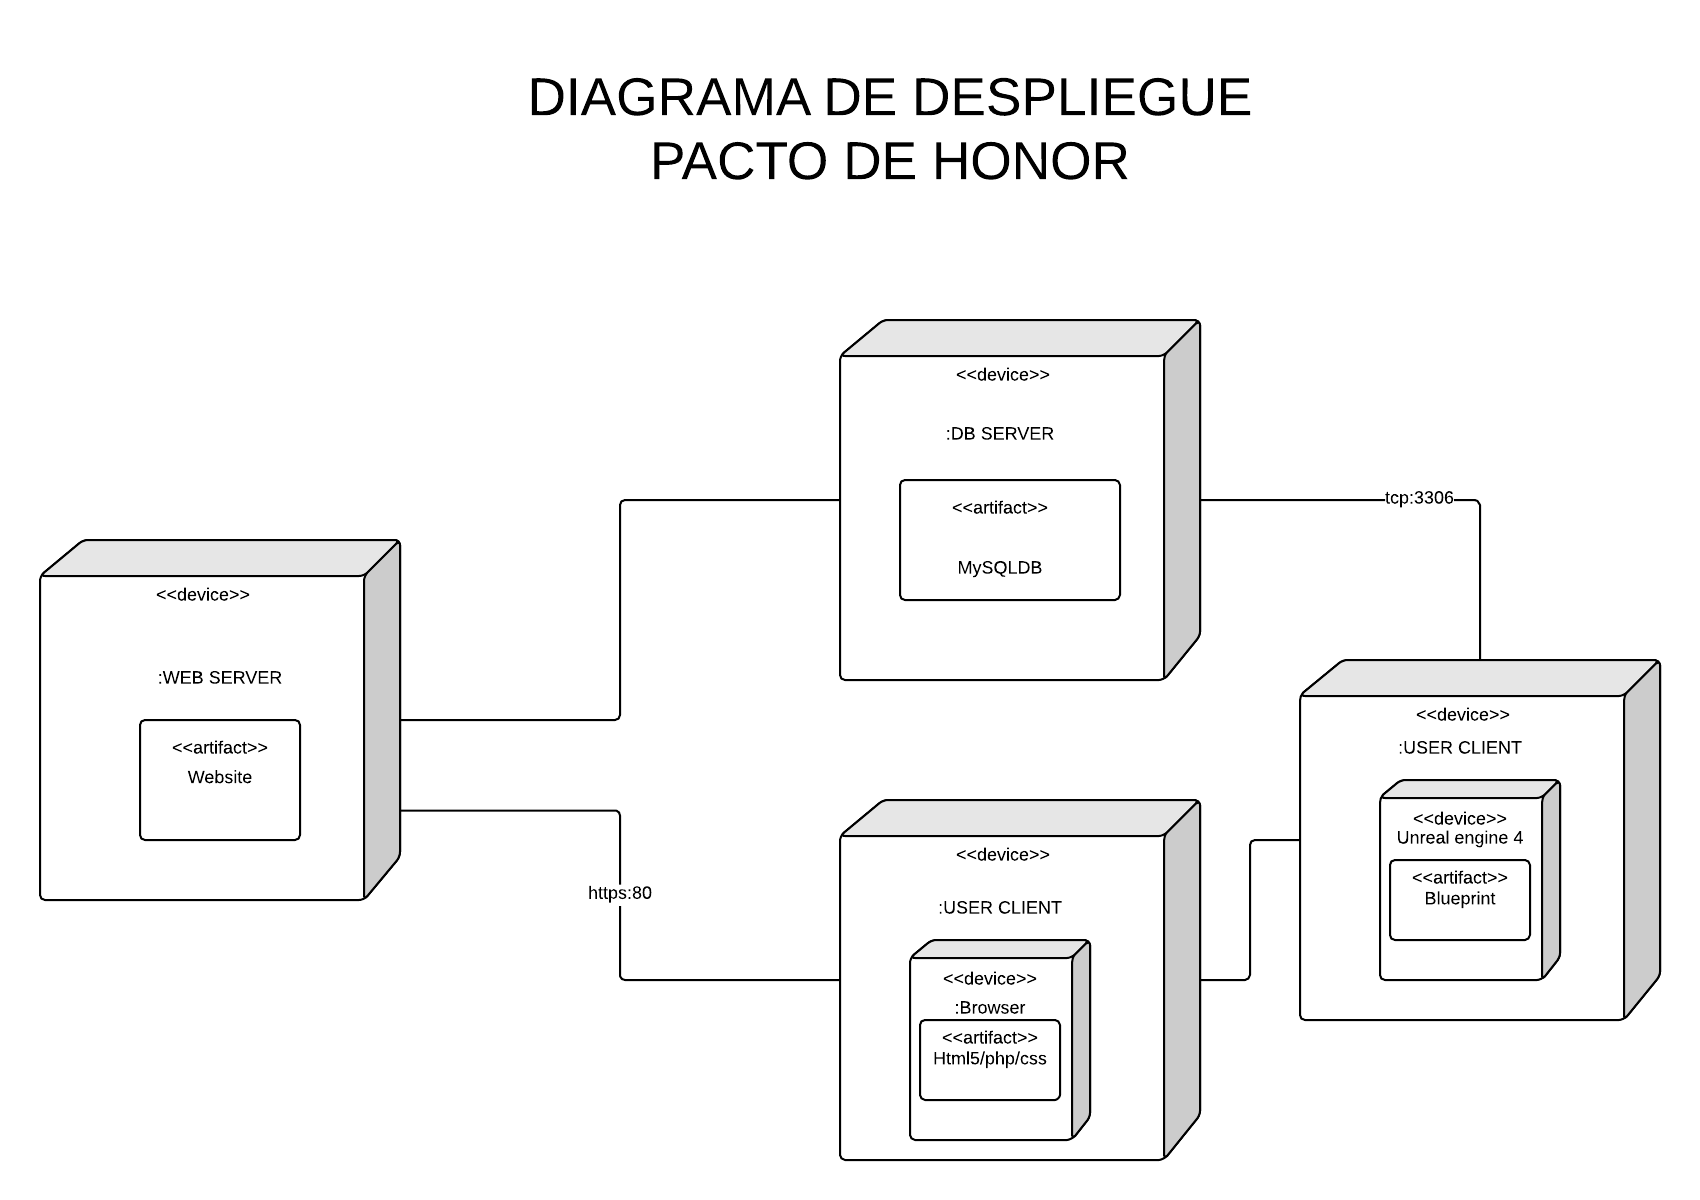 DIAGRAMA DE DESPLIEGUE
PACTO DE HONOR
<<device>>
:DB SERVER
<<artifact>>
MySQLDB
tcp:3306
<<device>>
:WEB SERVER
<<artifact>>
Website
https:80
<<device>>
:USER CLIENT
<<device>>
:Browser
<<artifact>>
Html5/php/css
<<device>>
:USER CLIENT
<<device>>
Unreal engine 4
<<artifact>>
Blueprint